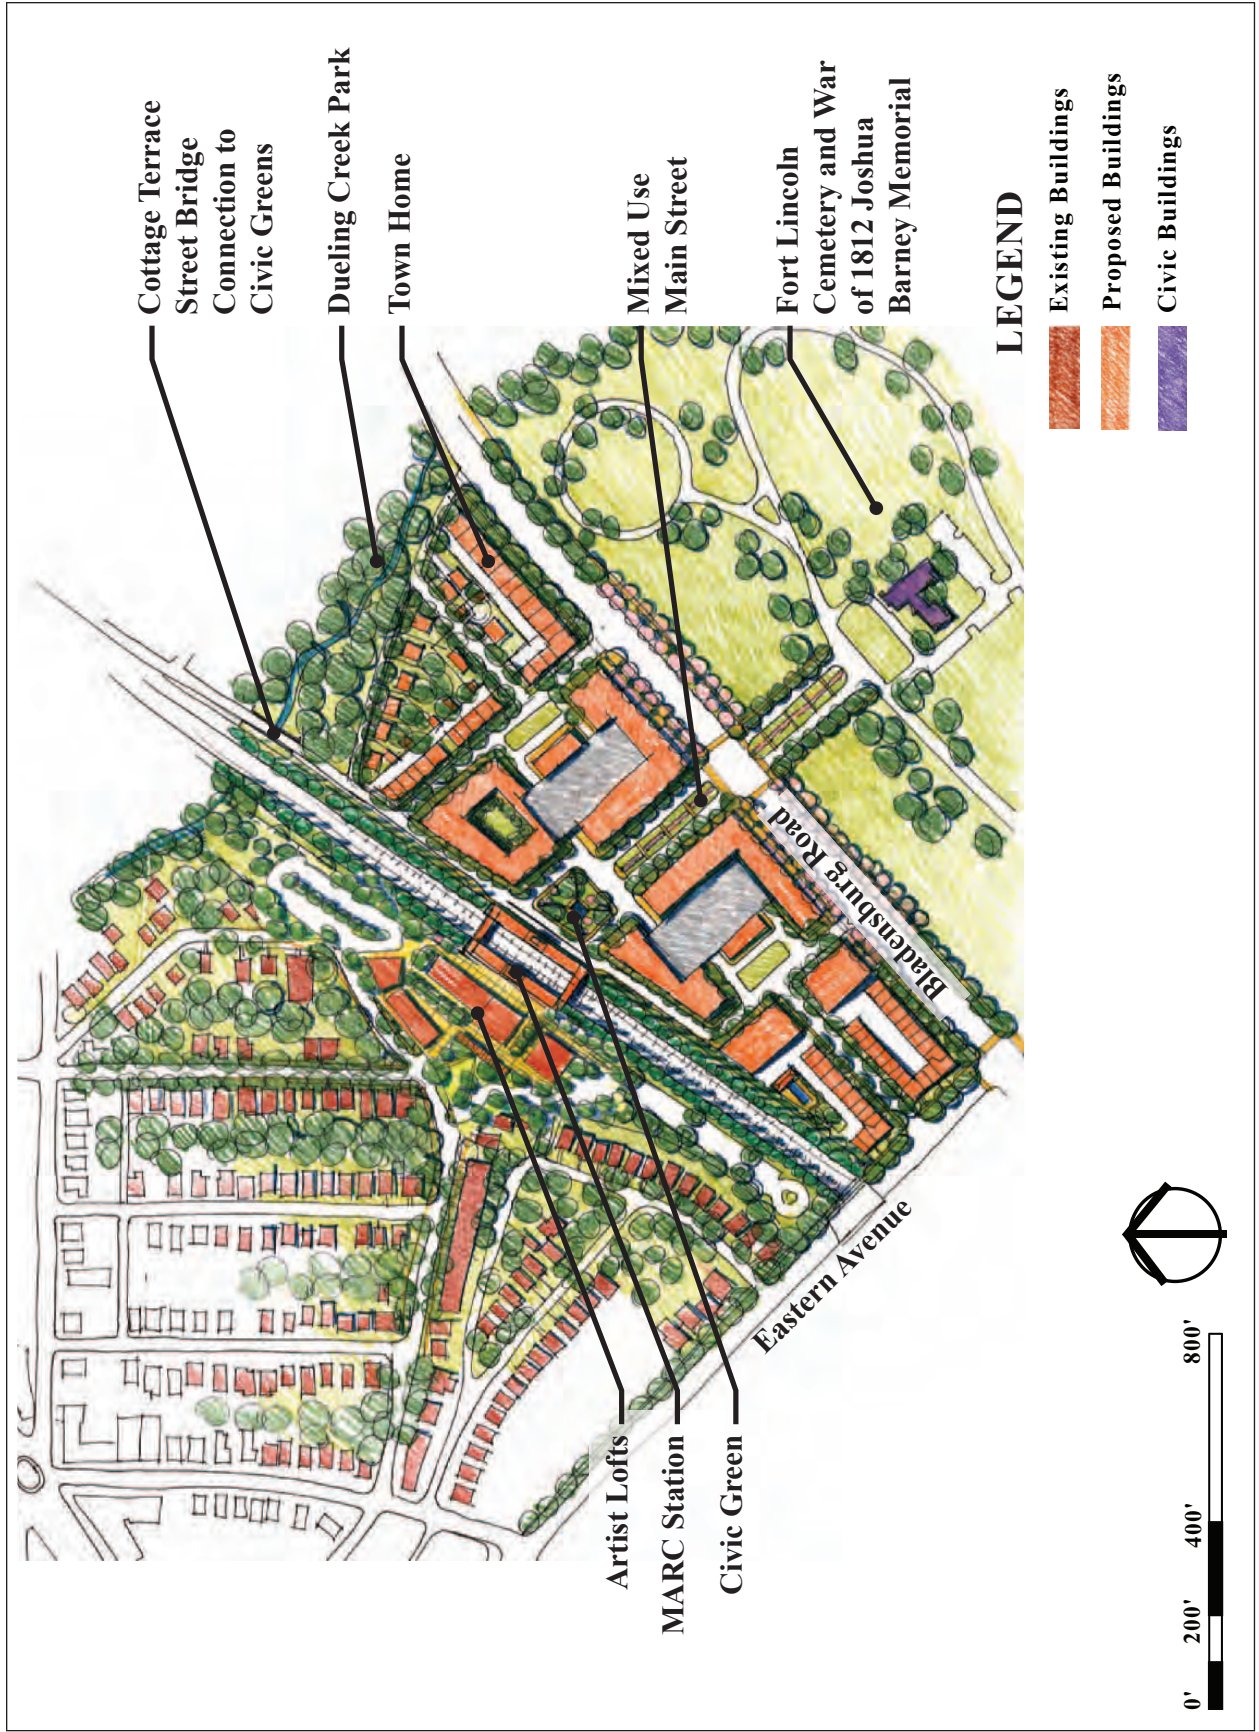 Cottage Terrace
Street Bridge
Connection to
Civic Greens
Dueling Creek Park
Town Home
Mixed Use
Main Street
Fort Lincoln
Cemetery and War
of 1812 Joshua
Barney Memorial
LEGEND
Existing Buildings
Proposed Buildings
Civic Buildings
Bladensburg Road
Eastern Avenue
Artist Lofts
MARC Station
Civic Green
0' 200' 400' 800'